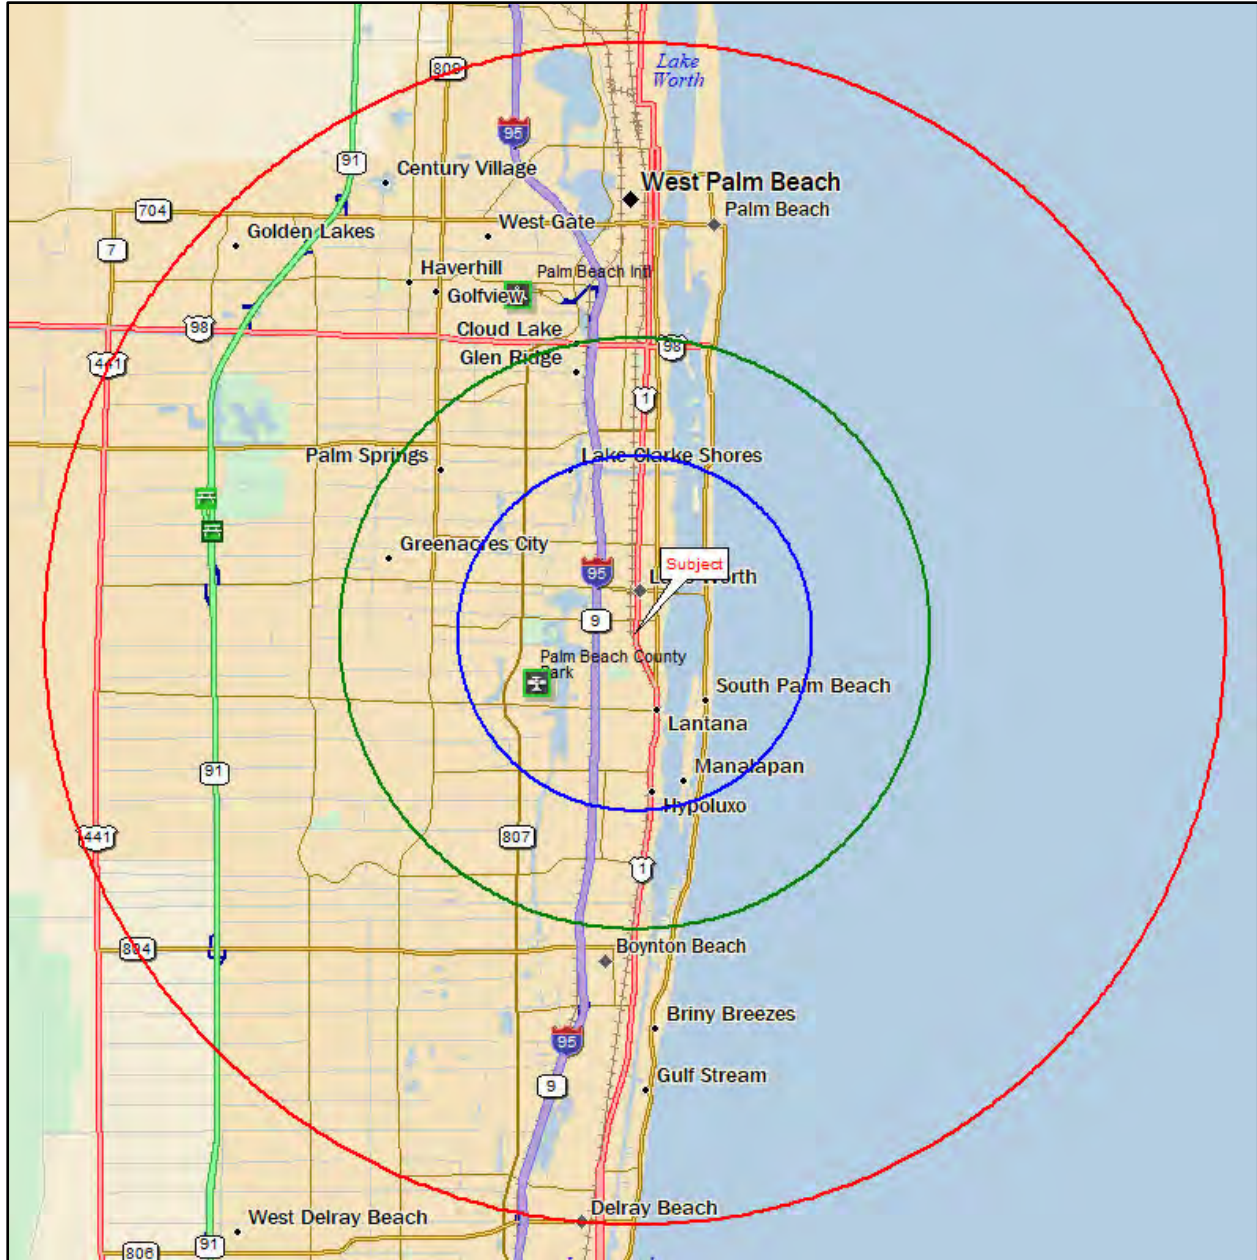 Lake
Worth
809
95
91
Century Village
West Palm Beach
704
Palm Beach
West Gate
7
Golden Lakes
Haverhill
Palm Beach Intl
Golfview
98
Cloud Lake
98
Glen Ridge
441
1
Palm Springs
Lake Clarke Shores
Greenacres City
Subject
95
Lake Worth
9
Palm Beach County
Park
South Palm Beach
Lantana
Manalapan
91
Hypoluxo
441
807
1
804
Boynton Beach
Briny Breezes
95
Gulf Stream
9
Delray Beach
West Delray Beach
91
806